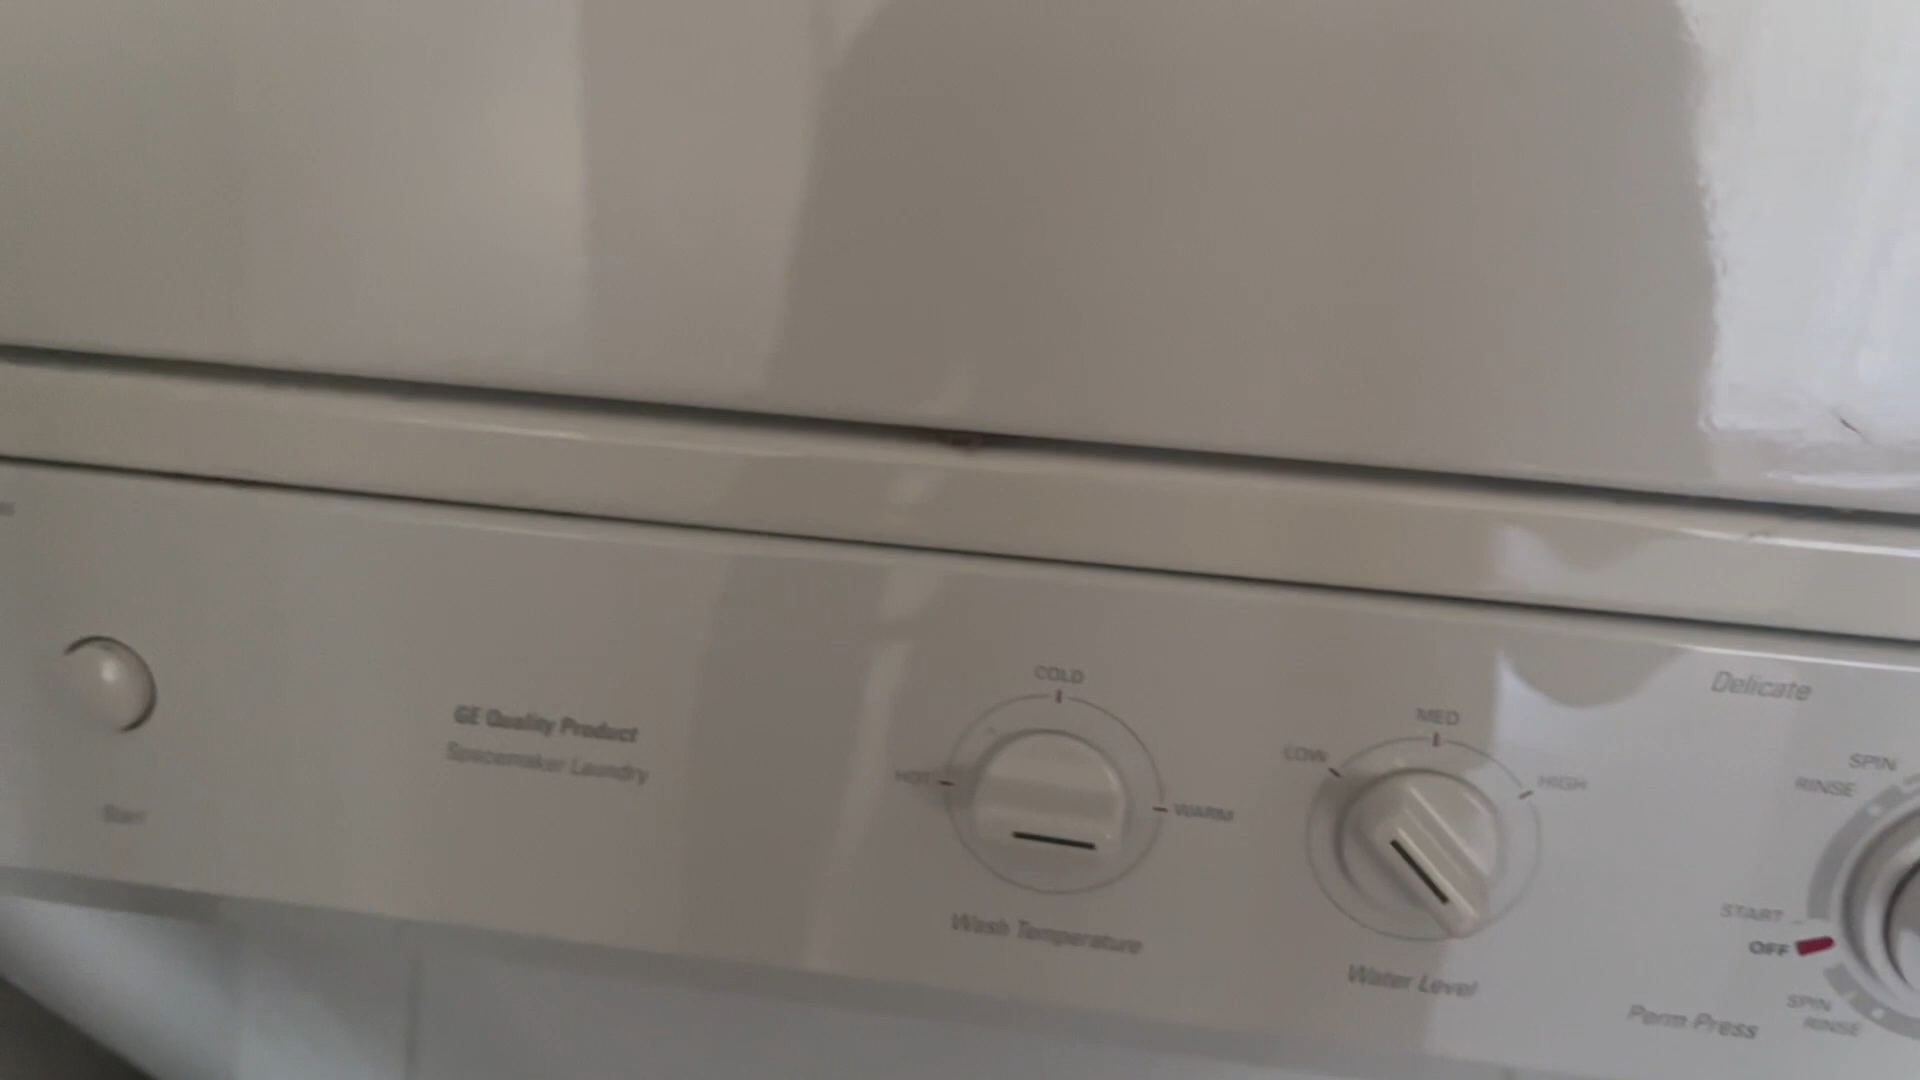 GE Quality Product
Spacemaker Laundry
Start
COLD
HOT
WARM
Wash Temperature
MED
LOW
HIGH
Water Level
Delicate
SPIN
RINSE
START
OFF
SPIN
RINSE
Perm Press